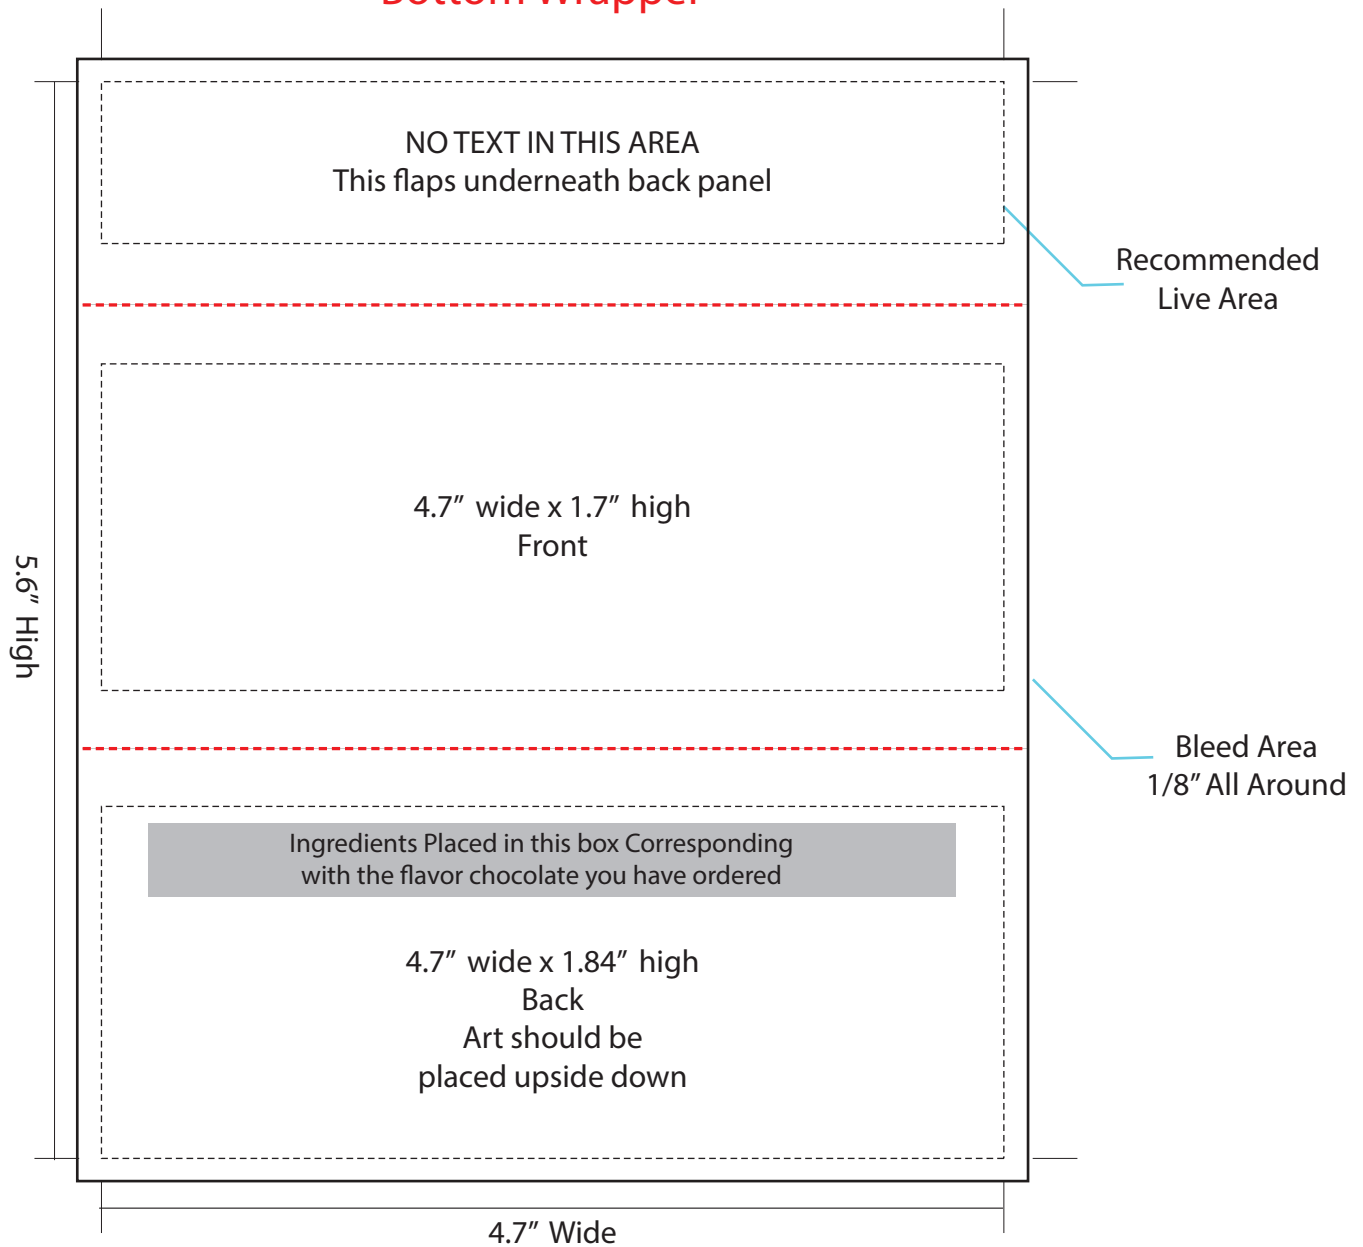 Bottom Wrapper
NO TEXT IN THIS AREA
This flaps underneath back panel
Recommended
Live Area
4.7” wide x 1.7” high
Front
5.6” High
Bleed Area
1/8” All Around
Ingredients Placed in this box Corresponding
with the flavor chocolate you have ordered
4.7” wide x 1.84” high
Back
Art should be
placed upside down
4.7” Wide